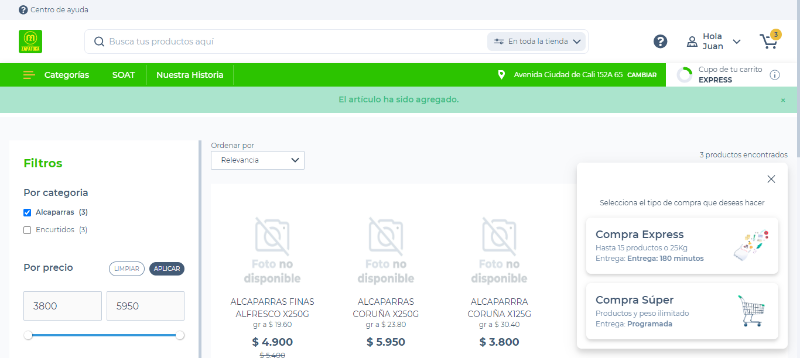 Centro de ayuda
Busca tus productos aquí
En toda la tienda
Hola
Juan
3
Categorías
SOAT
Nuestra Historia
Avenida Ciudad de Cali 152A 65 CAMBIAR
Cupo de tu carrito
EXPRESS
El artículo ha sido agregado.
Filtros
Por categoria
Alcaparras (3)
Encurtidos (3)
Por precio
LIMPIAR
APLICAR
3800
5950
Ordenar por
Relevancia
3 productos encontrados
Foto no
disponible
ALCAPARRAS FINAS
ALFRESCO X250G
gr a $ 19.60
$ 4.900
$ 5.400
Foto no
disponible
ALCAPARRAS
CORUÑA X250G
gr a $ 23.80
$ 5.950
Foto no
disponible
ALCAPARRRA
CORUÑA X125G
gr a $ 30.40
$ 3.800
Selecciona el tipo de compra que deseas hacer
Compra Express
Hasta 15 productos o 25Kg
Entrega: Entrega: 180 minutos
Compra Súper
Productos y peso ilimitado
Entrega: Programada